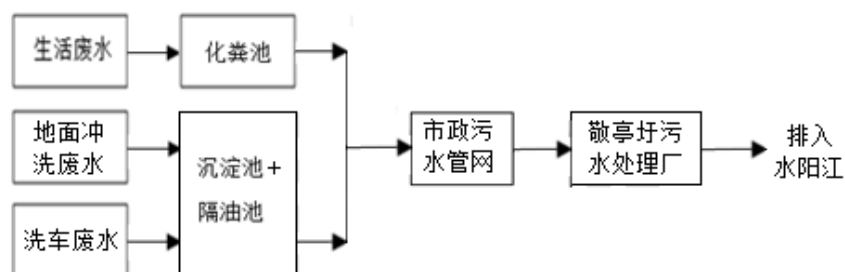 生活废水
化粪池
地面冲
洗废水
沉淀池+
隔油池
洗车废水
市政污
水管网
敬亭圩污
水处理厂
排入
水阳江